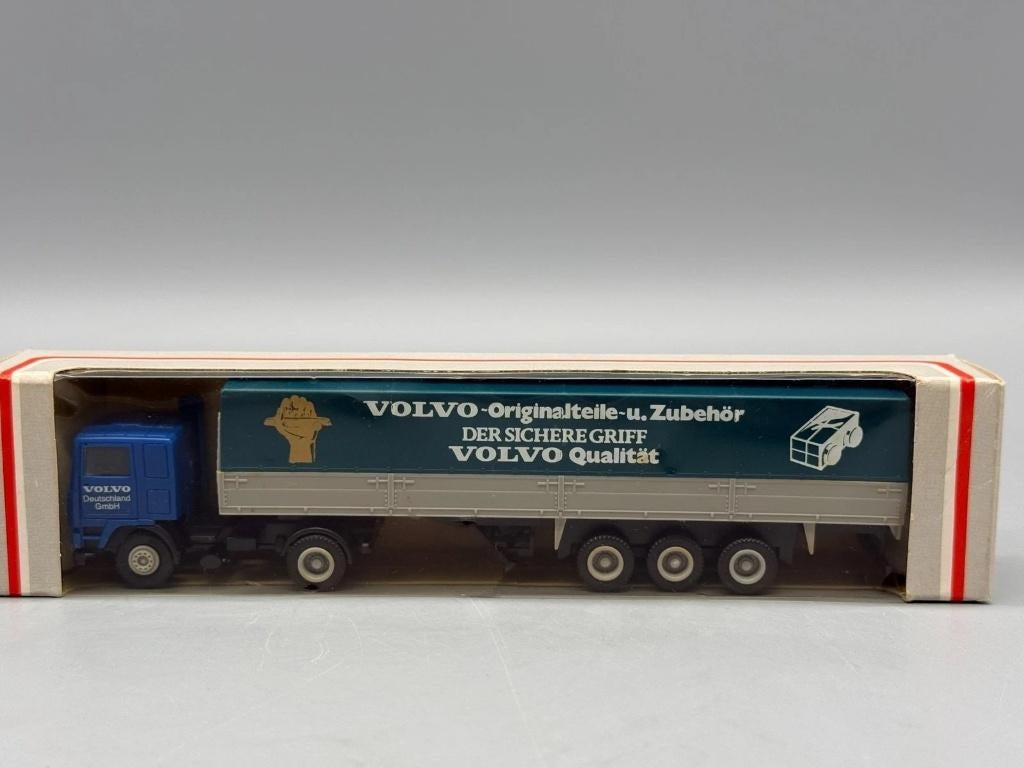 VOLVO
Deutschland
GmbH
VOLVO-Originalteile-u. Zubehör
DER SICHERE GRIFF
VOLVO Qualität